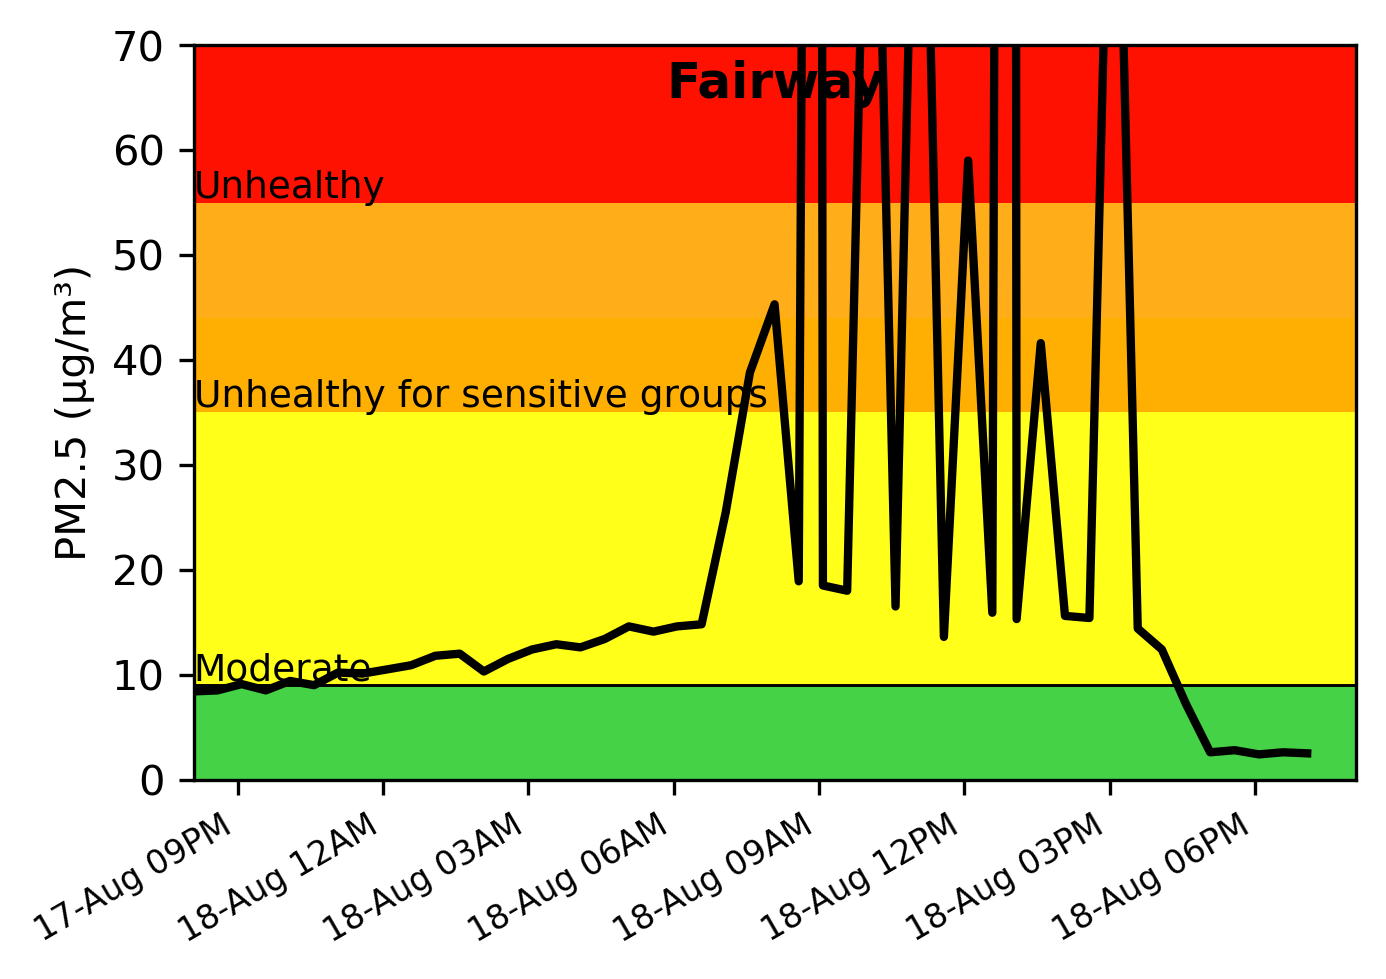 Fairway
70
60
50
40
30
20
10
0
PM2.5 (µg/m³)
Unhealthy
Unhealthy for sensitive groups
Moderate
17-Aug 09PM
18-Aug 12AM
18-Aug 03AM
18-Aug 06AM
18-Aug 09AM
18-Aug 12PM
18-Aug 03PM
18-Aug 06PM